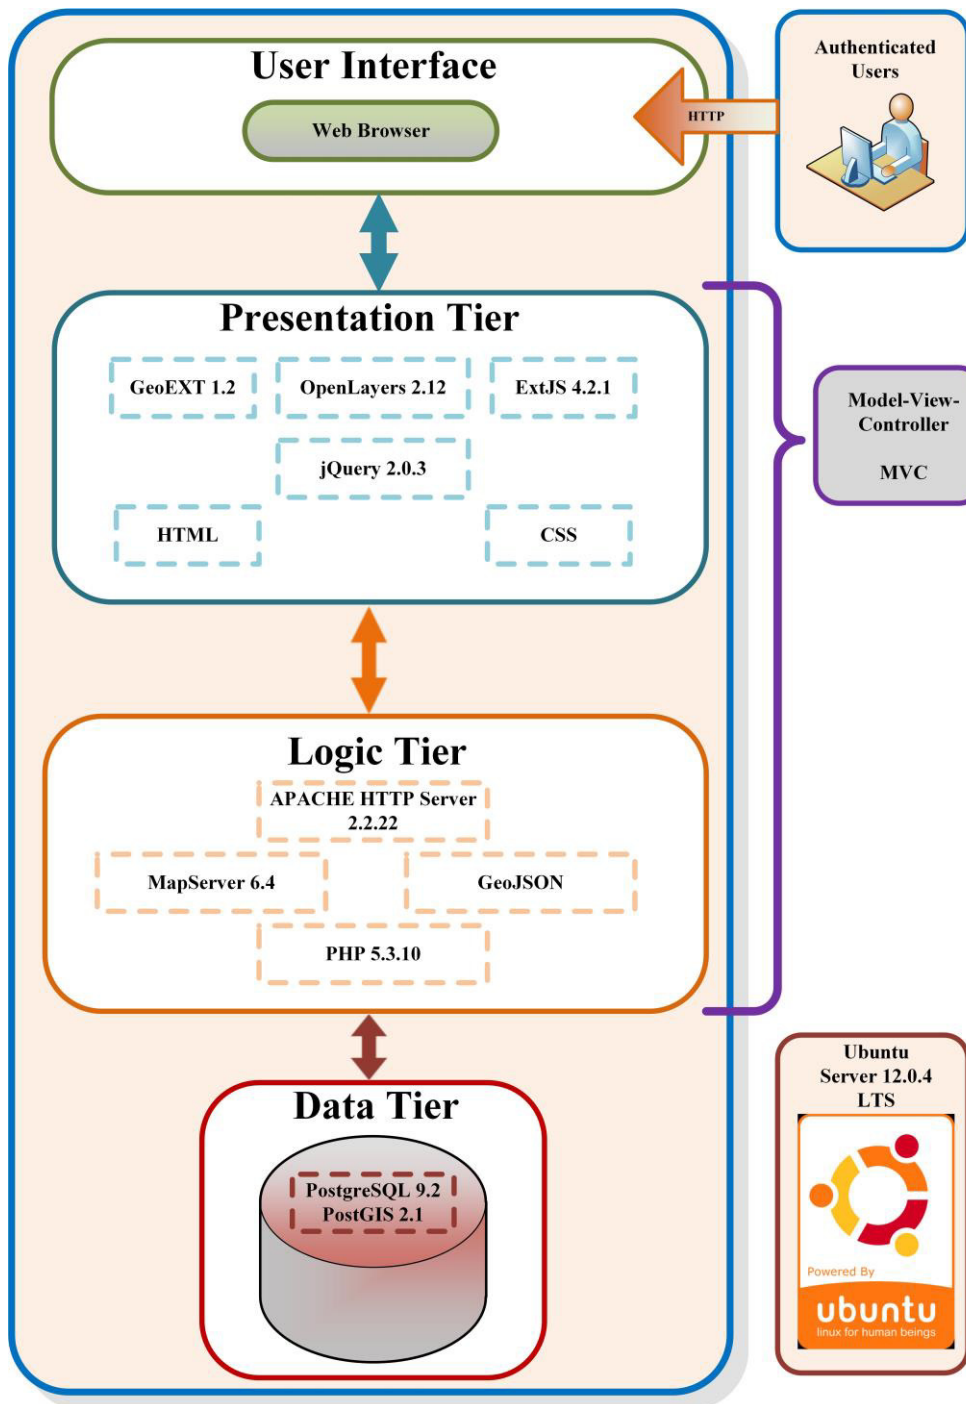 User Interface
Web Browser
HTTP
Authenticated
Users
Presentation Tier
GeoEXT 1.2
OpenLayers 2.12
ExtJS 4.2.1
jQuery 2.0.3
HTML
CSS
Model-View-
Controller
MVC
Logic Tier
APACHE HTTP Server
2.2.22
MapServer 6.4
GeoJSON
PHP 5.3.10
Data Tier
PostgreSQL 9.2
PostGIS 2.1
Ubuntu
Server 12.0.4
LTS
Powered By
ubuntu
linux for human beings